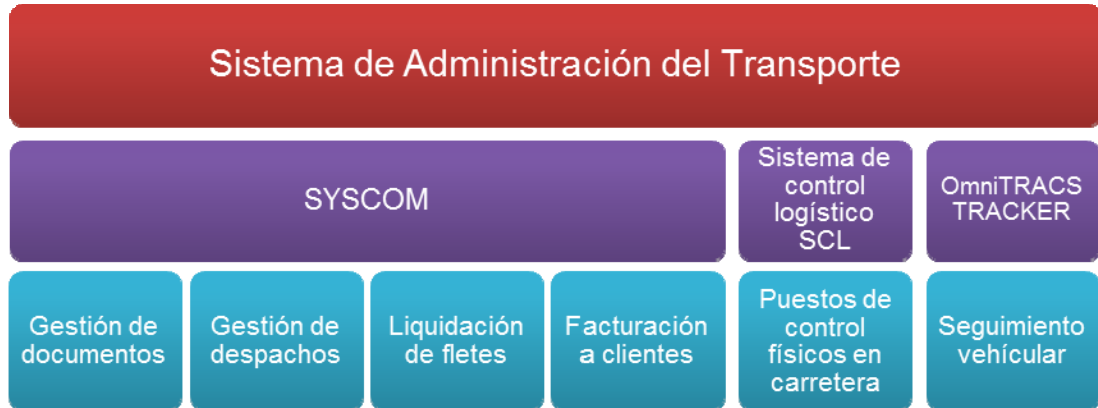 Sistema de Administración del Transporte
SYSCOM
Sistema de
control
logístico
SCL
OmniTRACS
TRACKER
Gestión de
documentos
Gestión de
despachos
Liquidación
de fletes
Facturación
a clientes
Puestos de
control
físicos en
carretera
Seguimiento
vehícular